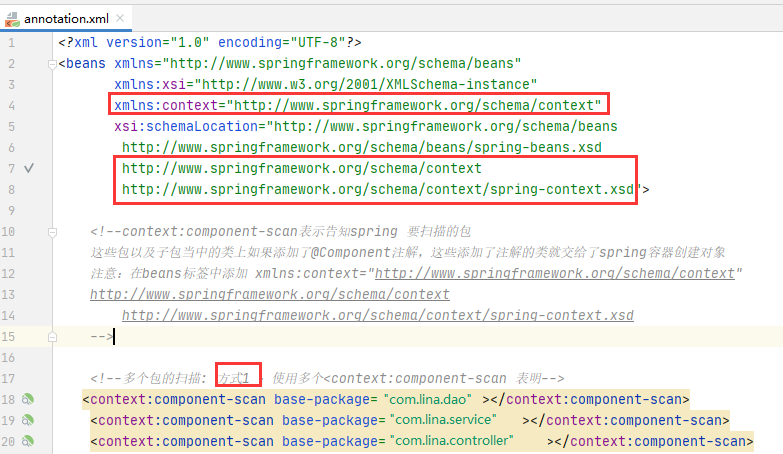 annotation.xml
1 <?xml version="1.0" encoding="UTF-8"?>
2 <beans xmlns="http://www.springframework.org/schema/beans"
3 xmlns:xsi="http://www.w3.org/2001/XMLSchema-instance"
4 xmlns:context="http://www.springframework.org/schema/context"
5 xsi:schemaLocation="http://www.springframework.org/schema/beans
6 http://www.springframework.org/schema/beans/spring-beans.xsd
7 http://www.springframework.org/schema/context
8 http://www.springframework.org/schema/context/spring-context.xsd">
9
10 <!--context:component-scan表示告知spring 要扫描的包
11 这些包以及子包当中的类上如果添加了@Component注解，这些添加了注解的类就交给了spring容器创建对象
12 注意：在beans标签中添加 xmlns:context="http://www.springframework.org/schema/context"
13 http://www.springframework.org/schema/context
14 http://www.springframework.org/schema/context/spring-context.xsd
15 -->
16
17 <!--多个包的扫描: 方式1 : 使用多个<context:component-scan 表明-->
18 <context:component-scan base-package= "com.lina.dao" ></context:component-scan>
19 <context:component-scan base-package= "com.lina.service" ></context:component-scan>
20 <context:component-scan base-package= "com.lina.controller" ></context:component-scan>